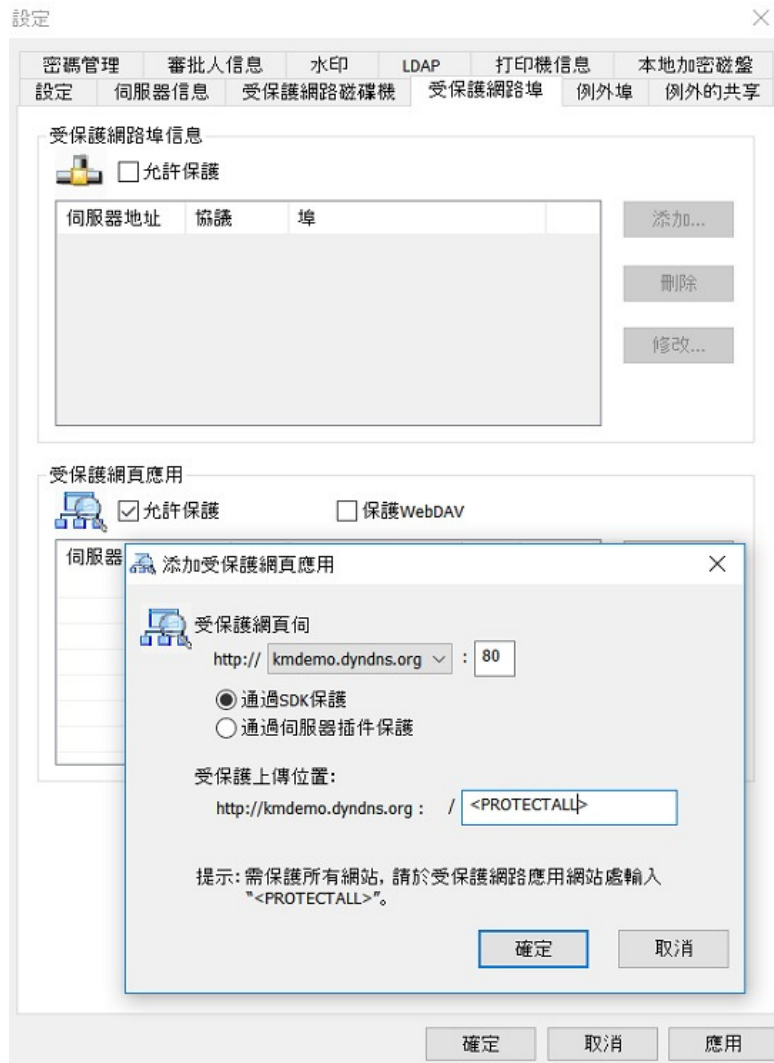 設定
密碼管理 審批人信息 水印 LDAP 打印機信息 本地加密磁盤
設定 伺服器信息 受保護網路磁碟機 受保護網路埠 例外埠 例外的共享
受保護網路埠信息
允許保護
伺服器地址 協議 埠
添加...
刪除
修改...
受保護網頁應用
允許保護 保護WebDAV
伺服器
添加受保護網頁應用
受保護網頁伺
http:// kmdemo.dyndns.org : 80
通過SDK保護
通過伺服器插件保護
受保護上傳位置:
http://kmdemo.dyndns.org : / <PROTECTALL>
提示:需保護所有網站,請於受保護網路應用網站處輸入
"<PROTECTALL>"。
確定 取消
確定 取消 應用